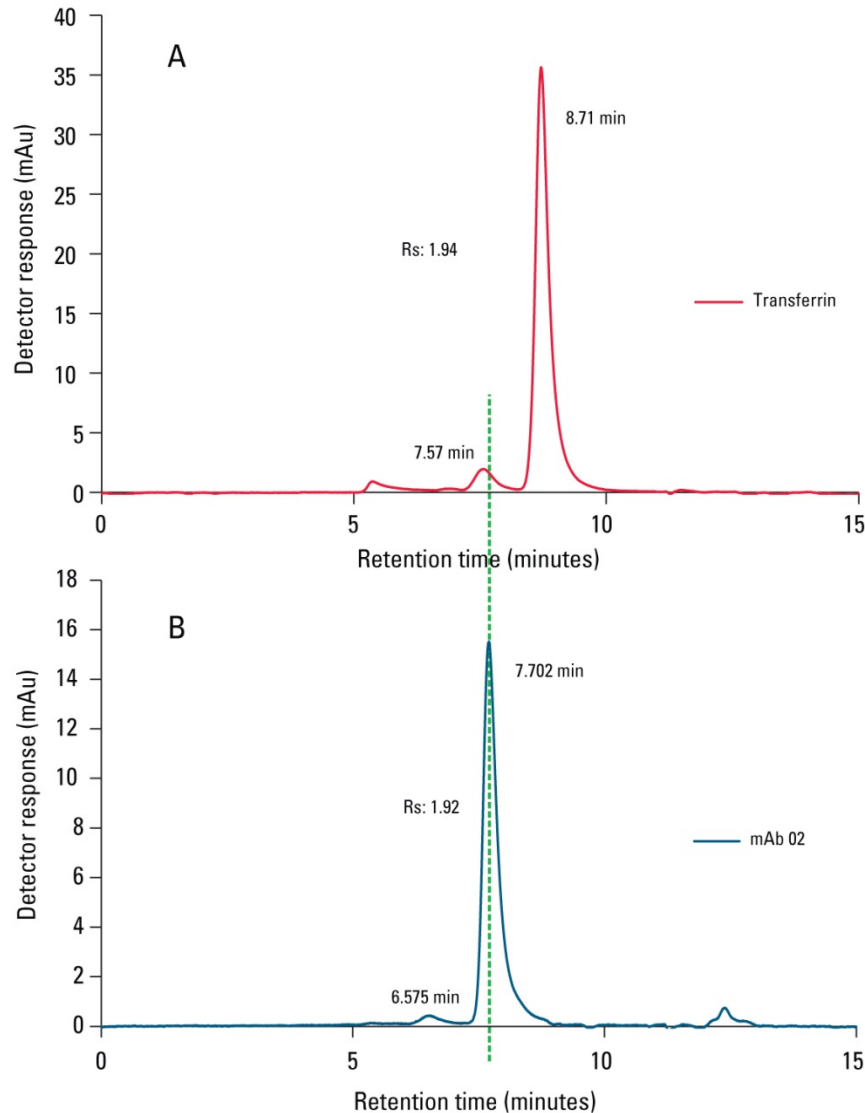 A
40
35
30
25
20
15
10
5
0
Detector response (mAu)
8.71 min
Rs: 1.94
Transferrin
7.57 min
0 5 10 15
Retention time (minutes)
B
18
16
14
12
10
8
6
4
2
0
Detector response (mAu)
7.702 min
Rs: 1.92
mAb 02
6.575 min
0 5 10 15
Retention time (minutes)